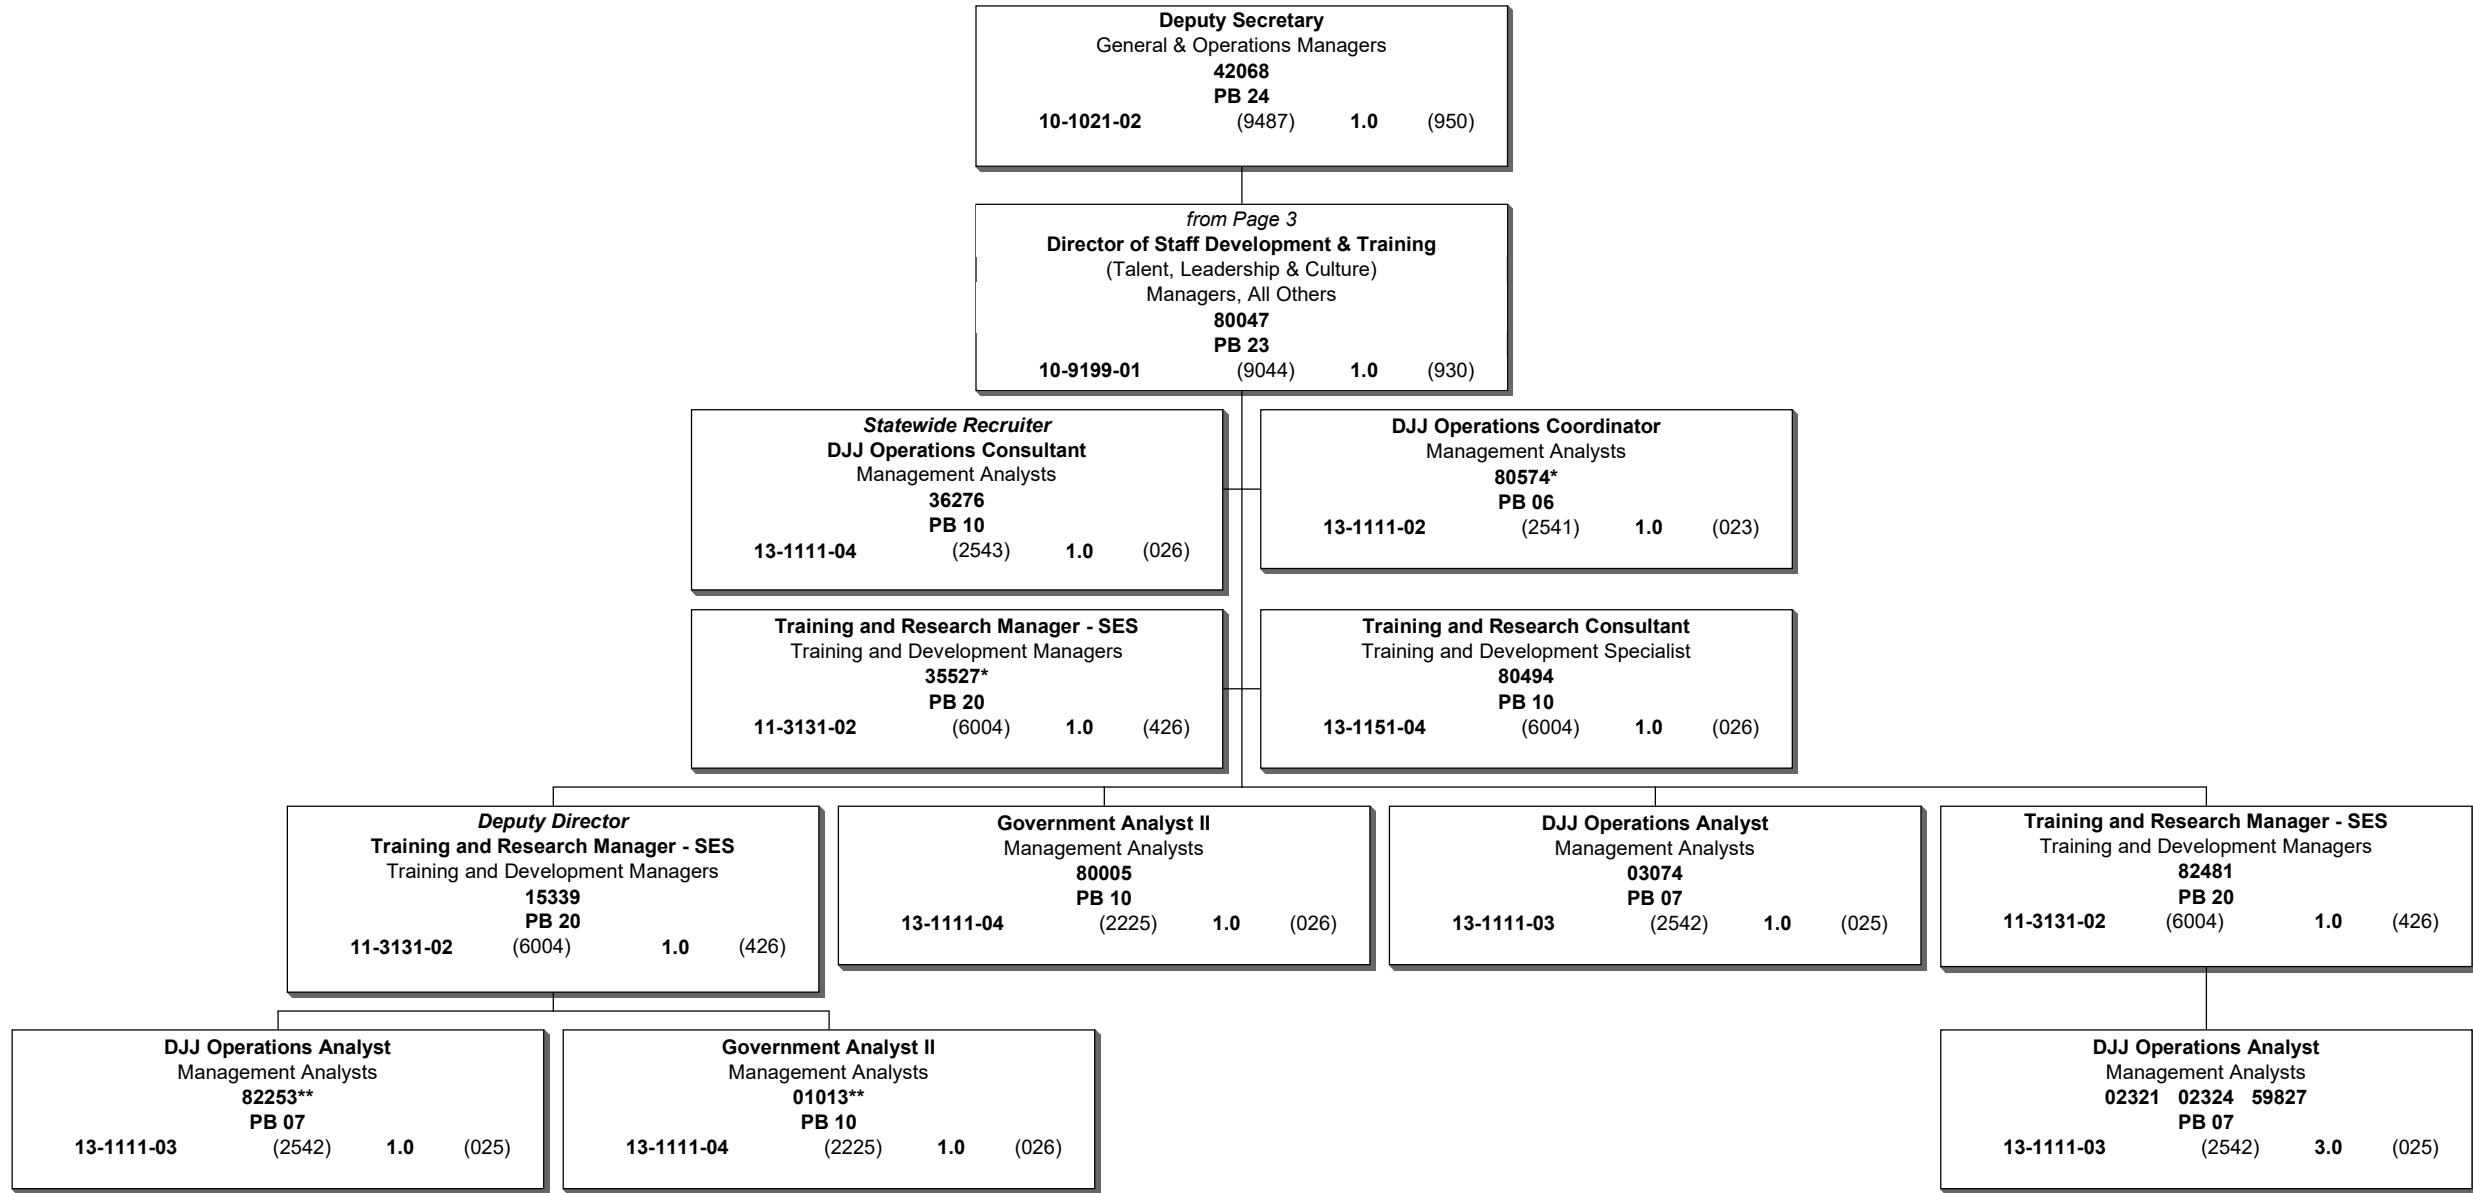 Deputy Secretary
General & Operations Managers
42068
PB 24
10-1021-02 (9487) 1.0 (950)
from Page 3
Director of Staff Development & Training
(Talent, Leadership & Culture)
Managers, All Others
80047
PB 23
10-9199-01 (9044) 1.0 (930)
Statewide Recruiter
DJJ Operations Consultant
Management Analysts
36276
PB 10
13-1111-04 (2543) 1.0 (026)
DJJ Operations Coordinator
Management Analysts
80574*
PB 06
13-1111-02 (2541) 1.0 (023)
Training and Research Manager - SES
Training and Development Managers
35527*
PB 20
11-3131-02 (6004) 1.0 (426)
Training and Research Consultant
Training and Development Specialist
80494
PB 10
13-1151-04 (6004) 1.0 (026)
Deputy Director
Training and Research Manager - SES
Training and Development Managers
15339
PB 20
11-3131-02 (6004) 1.0 (426)
Government Analyst II
Management Analysts
80005
PB 10
13-1111-04 (2225) 1.0 (026)
DJJ Operations Analyst
Management Analysts
03074
PB 07
13-1111-03 (2542) 1.0 (025)
Training and Research Manager - SES
Training and Development Managers
82481
PB 20
11-3131-02 (6004) 1.0 (426)
DJJ Operations Analyst
Management Analysts
82253**
PB 07
13-1111-03 (2542) 1.0 (025)
Government Analyst II
Management Analysts
01013**
PB 10
13-1111-04 (2225) 1.0 (026)
DJJ Operations Analyst
Management Analysts
02321 02324 59827
PB 07
13-1111-03 (2542) 3.0 (025)